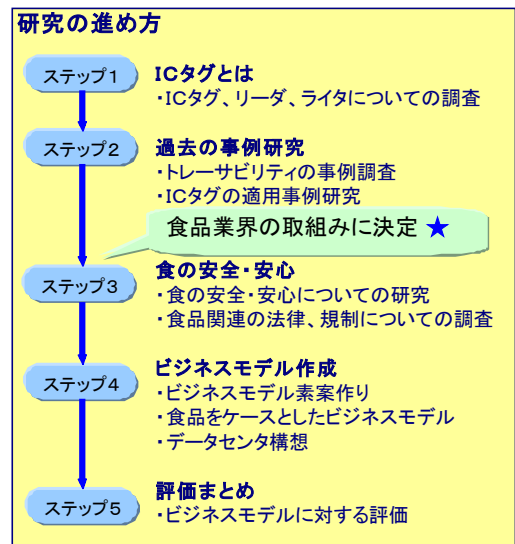 研究の進め方
ステップ1 ICタグとは
・ICタグ、リーダ、ライタについての調査
ステップ2 過去の事例研究
・トレーサビリティの事例調査
・ICタグの適用事例研究
食品業界の取組みに決定 ★
ステップ3 食の安全・安心
・食の安全・安心についての研究
・食品関連の法律、規制についての調査
ステップ4 ビジネスモデル作成
・ビジネスモデル素案作り
・食品をケースとしたビジネスモデル
・データセンタ構想
ステップ5 評価まとめ
・ビジネスモデルに対する評価